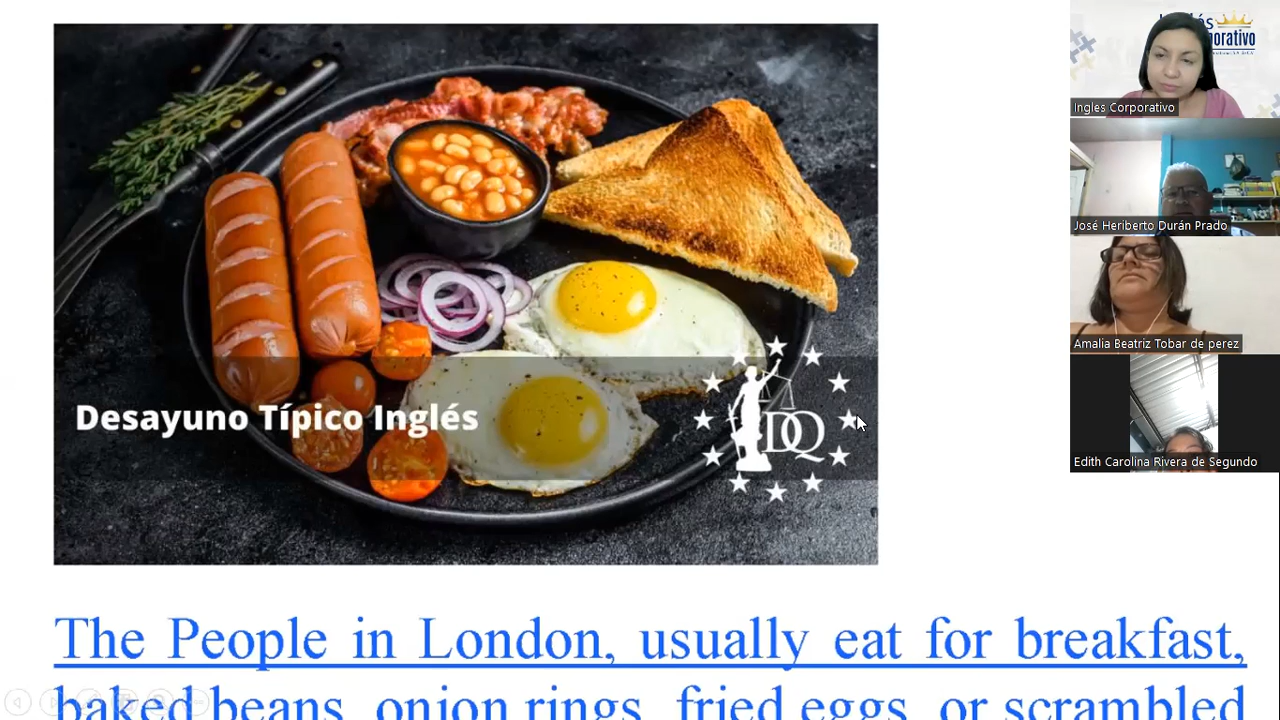 Desayuno Típico Inglés
DQ
The People in London, usually eat for breakfast,
baked beans, onion rings, fried eggs, or scrambled
Ingles Corporativo
José Heriberto Durán Prado
Amalia Beatriz Tobar de perez
Edith Carolina Rivera de Segundo